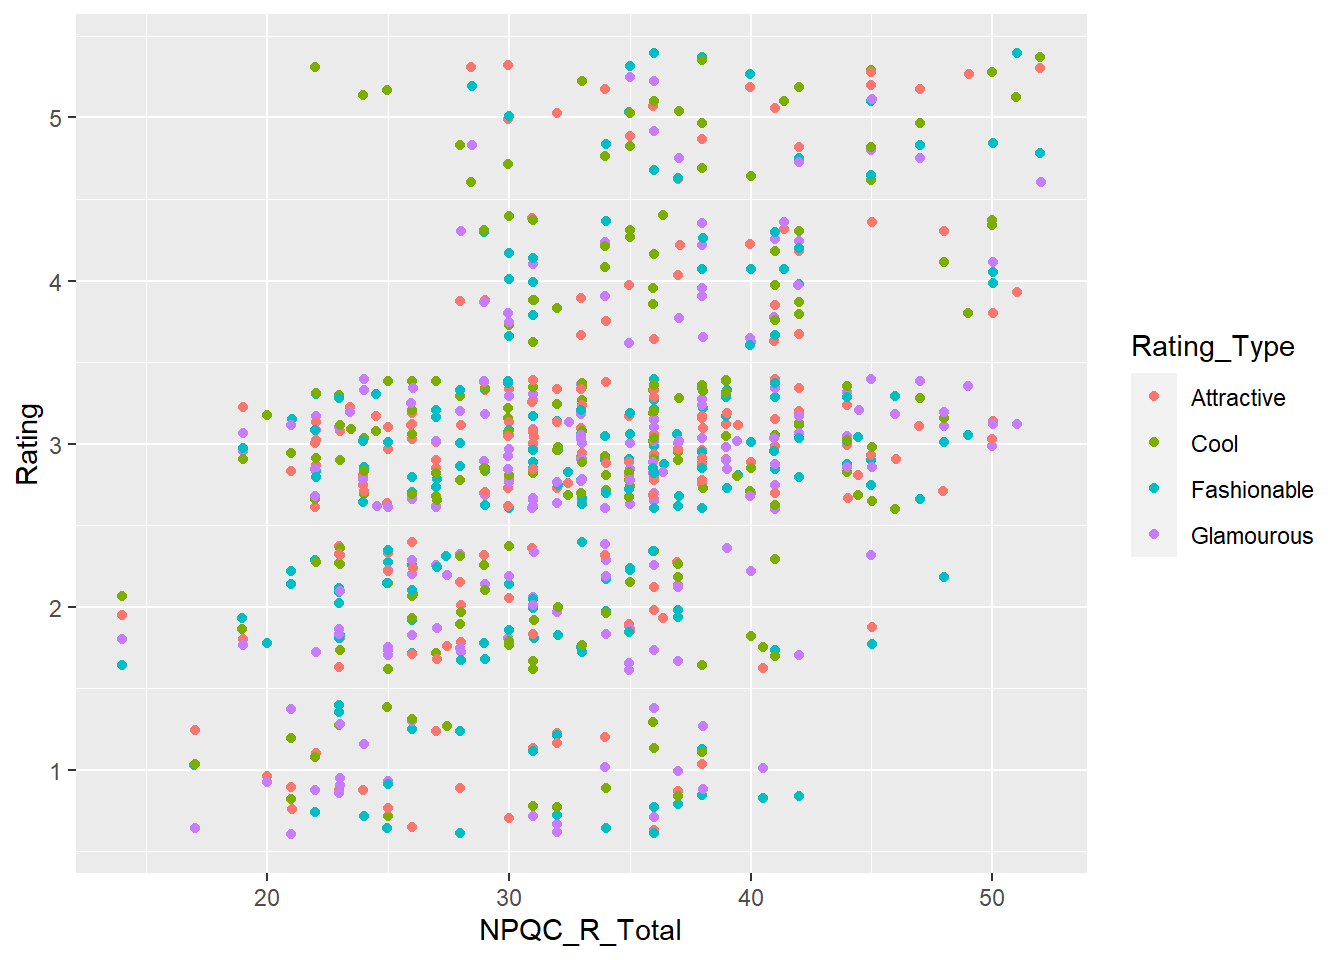 5
4
3
2
1
Rating
20
30
40
50
NPQC_R_Total
Rating_Type
Attractive
Cool
Fashionable
Glamourous